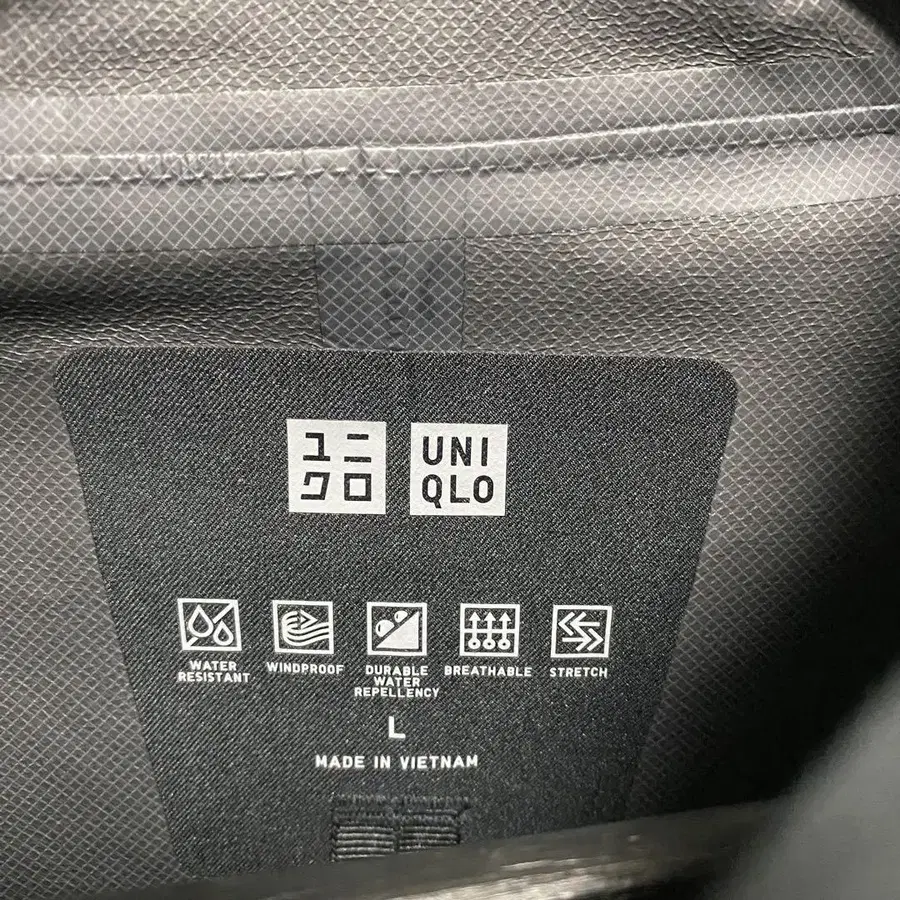 ユニ
クロ
UNI
QLO
WATER
RESISTANT
WINDPROOF
DURABLE
WATER
REPELLENCY
BREATHABLE
STRETCH
L
MADE IN VIETNAM